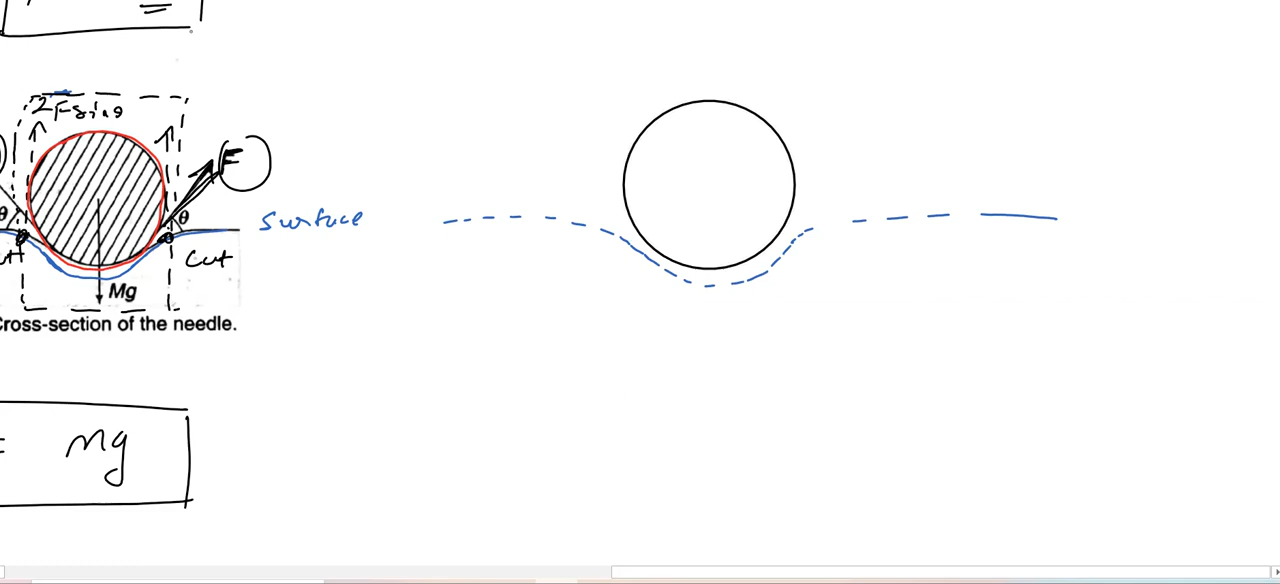 2Fsinθ
F
θ
θ
Surface
Cut
Mg
Cross-section of the needle.
= mg